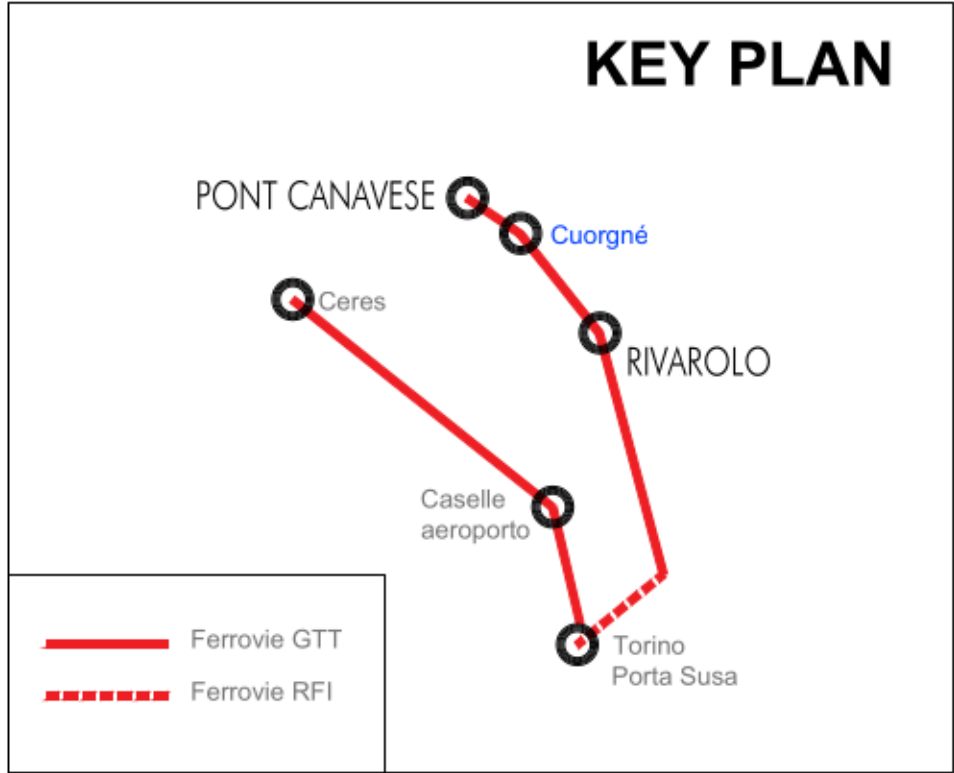 KEY PLAN
PONT CANAVESE
Cuorgné
Ceres
RIVAROLO
Caselle
aeroporto
Torino
Porta Susa
Ferrovie GTT
Ferrovie RFI